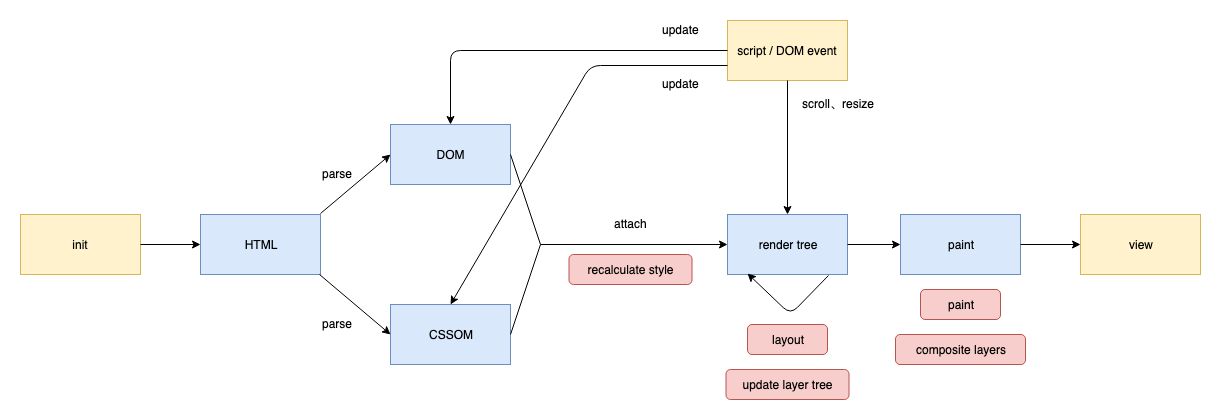 update
script / DOM event
update
scroll、resize
DOM
parse
attach
init
HTML
render tree
paint
view
recalculate style
paint
parse
CSSOM
layout
composite layers
update layer tree